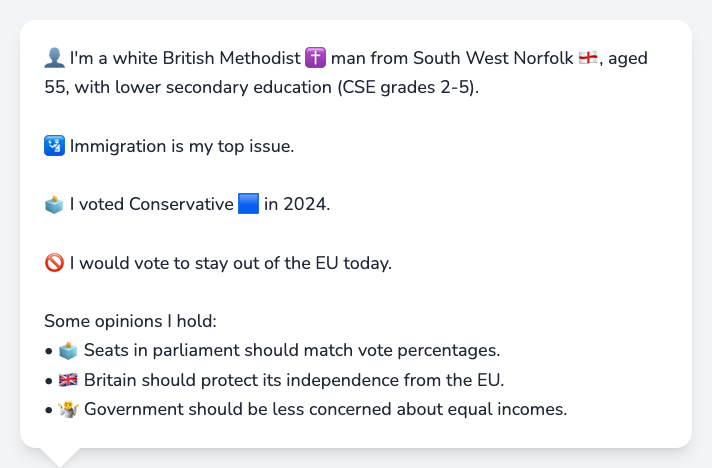 👤 I'm a white British Methodist ✝️ man from South West Norfolk 🏴󠁧󠁢󠁥󠁮󠁧󠁿, aged
55, with lower secondary education (CSE grades 2-5).
🛂 Immigration is my top issue.
🗳️ I voted Conservative 🟦 in 2024.
🚫 I would vote to stay out of the EU today.
Some opinions I hold:
• 🗳️ Seats in parliament should match vote percentages.
• 🇬🇧 Britain should protect its independence from the EU.
• 🤷 Government should be less concerned about equal incomes.